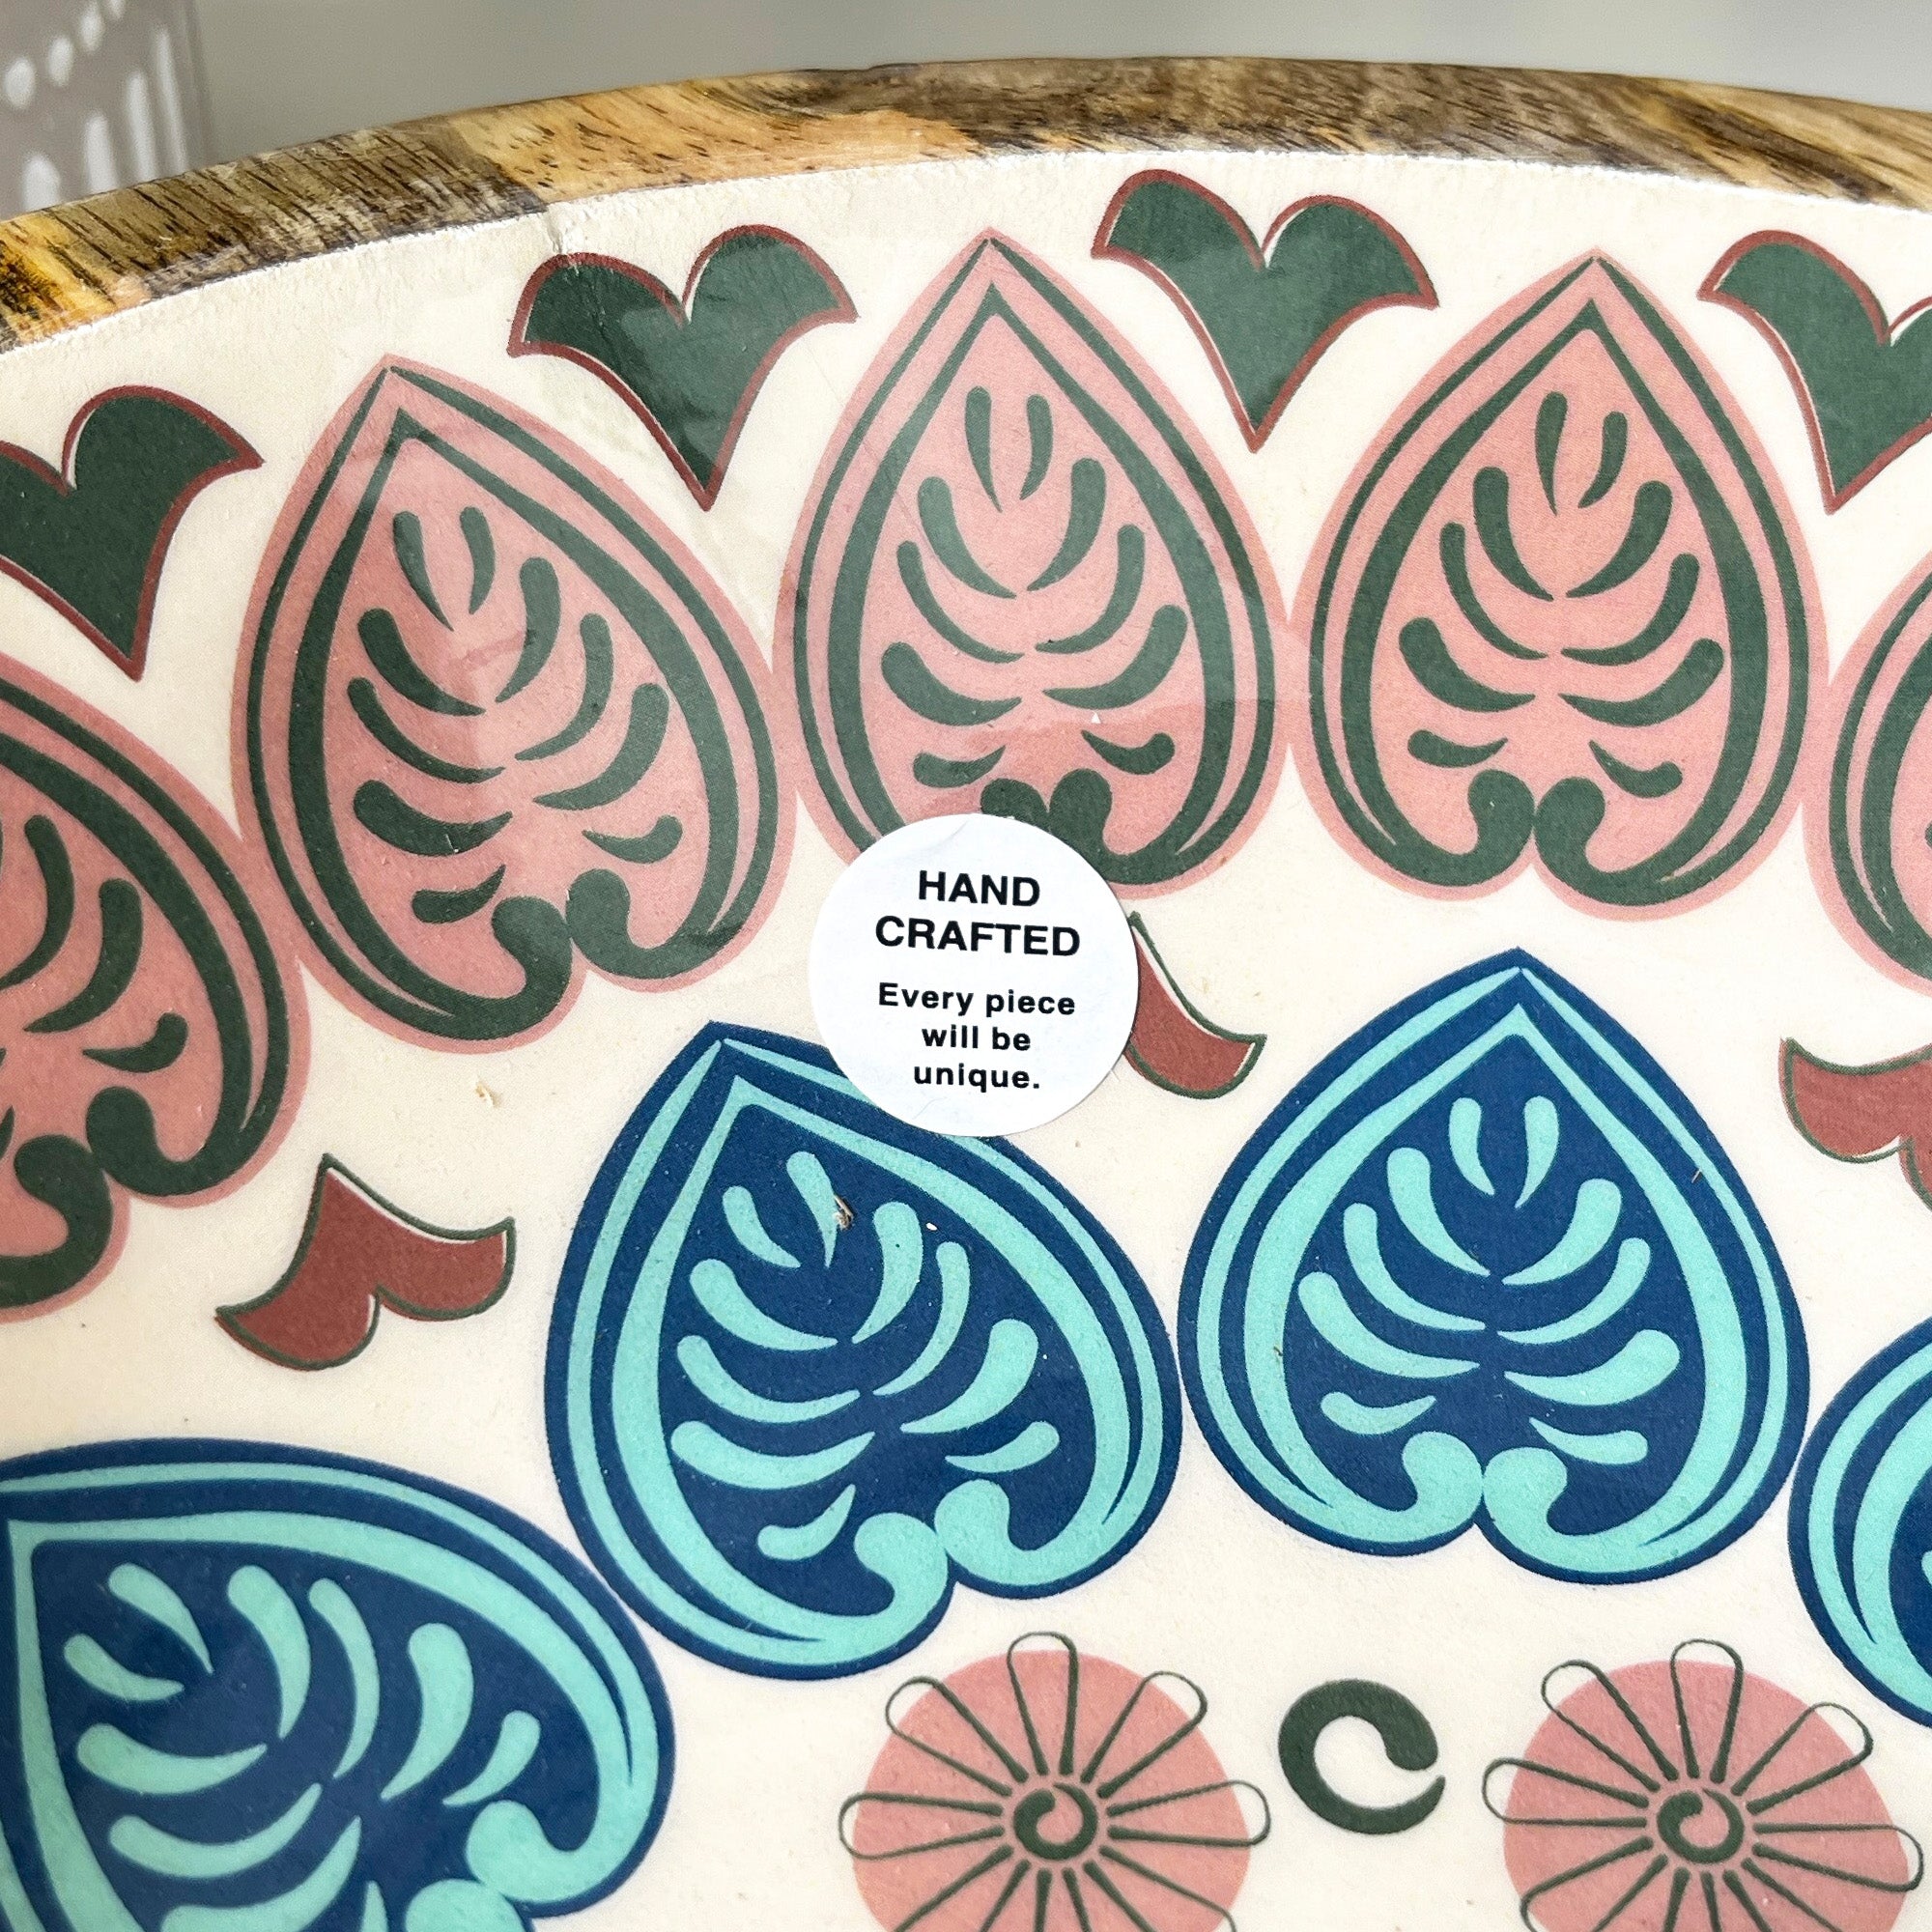 HAND
CRAFTED
Every piece
will be
unique.